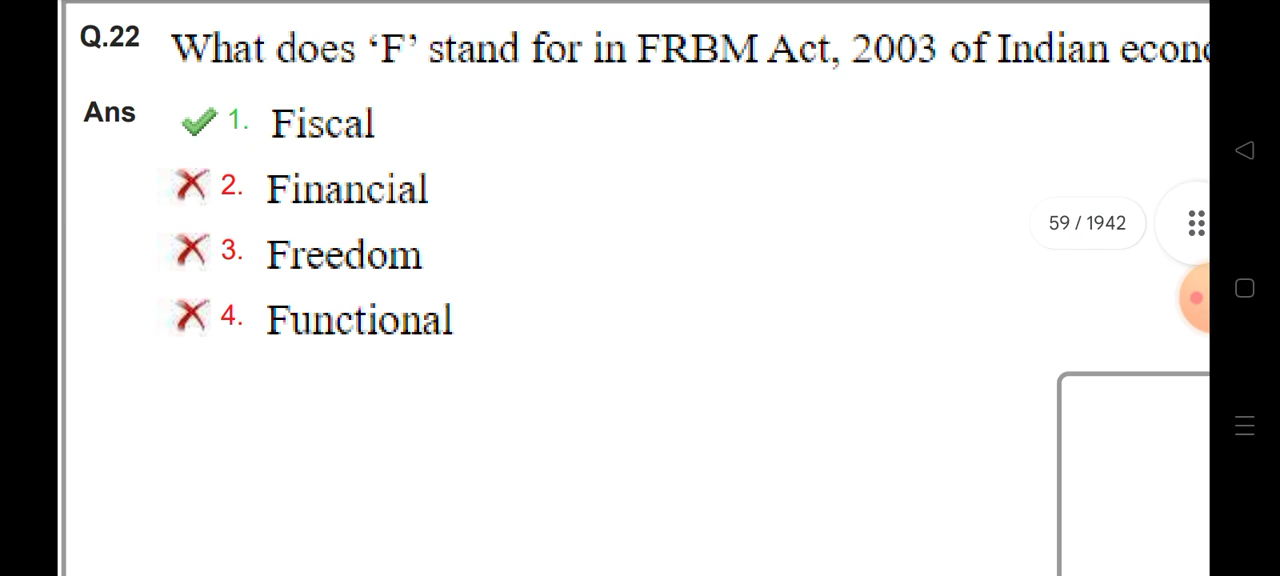 Q.22 What does ‘F’ stand for in FRBM Act, 2003 of Indian
Ans 1. Fiscal
2. Financial
3. Freedom
59 / 1942
4. Functional